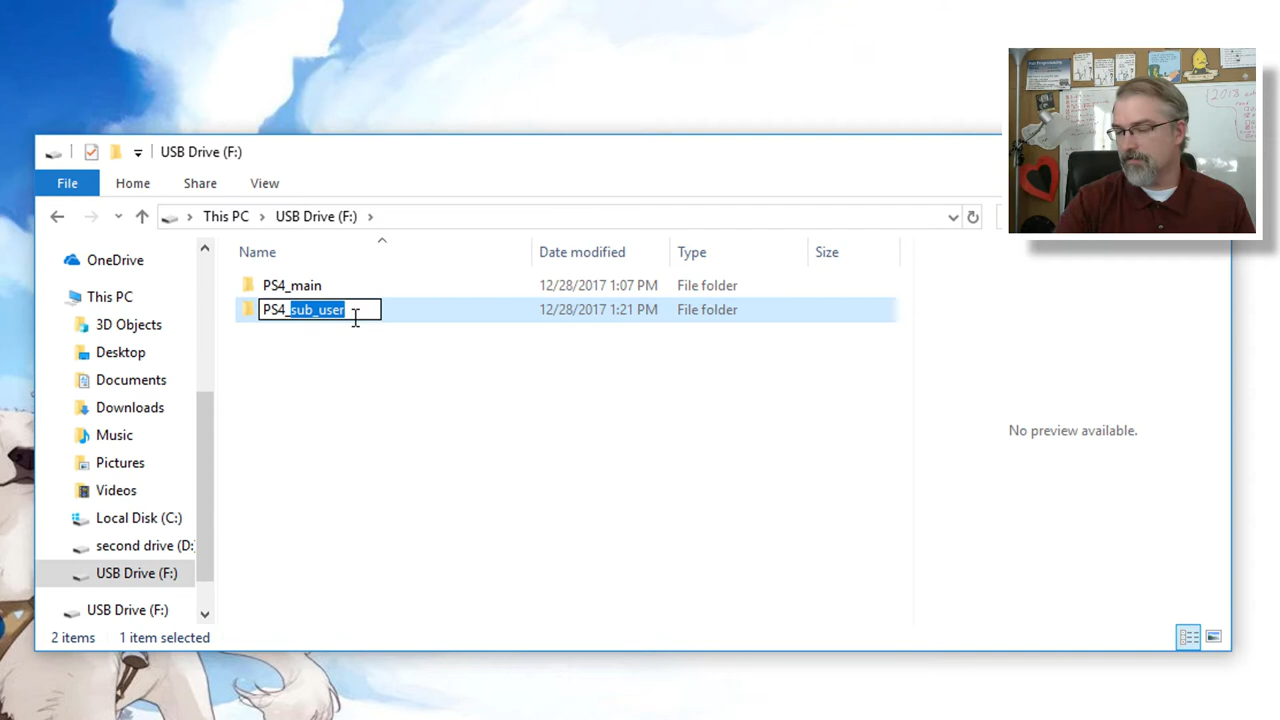 USB Drive (F:)
File Home Share View
This PC USB Drive (F:)
Name Date modified Type Size
OneDrive
This PC
3D Objects
Desktop
Documents
Downloads
Music
Pictures
Videos
Local Disk (C:)
second drive (D:
USB Drive (F:)
USB Drive (F:)
PS4_main 12/28/2017 1:07 PM File folder
PS4_sub_user 12/28/2017 1:21 PM File folder
No preview available.
2 items 1 item selected
2018